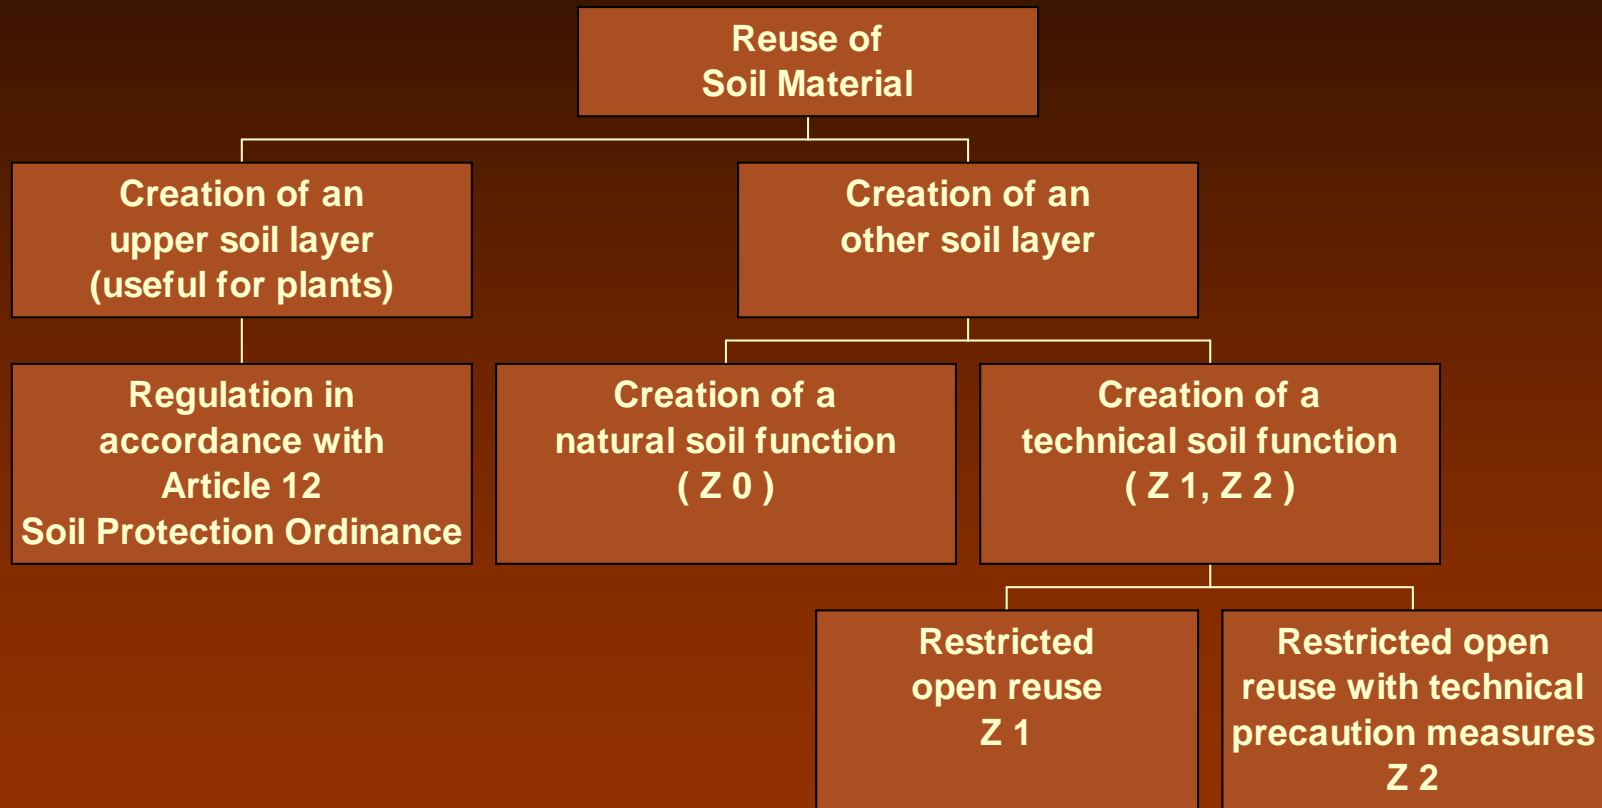 Reuse of
Soil Material
Creation of an
upper soil layer
(useful for plants)
Creation of an
other soil layer
Regulation in
accordance with
Article 12
Soil Protection Ordinance
Creation of a
natural soil function
( Z 0 )
Creation of a
technical soil function
( Z 1, Z 2 )
Restricted
open reuse
Z 1
Restricted open
reuse with technical
precaution measures
Z 2